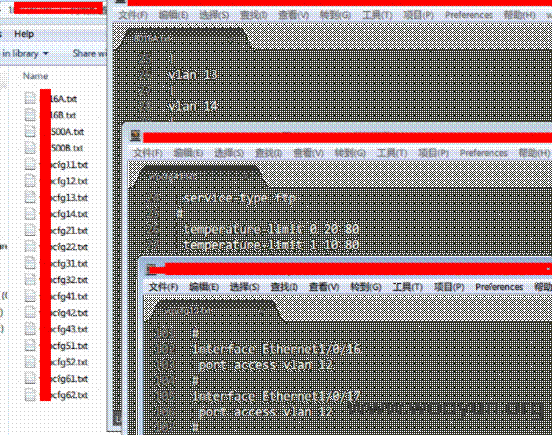 Help
in library
Share wi
Name
16A.txt
16B.txt
500A.txt
500B.txt
cfg11.txt
cfg12.txt
cfg13.txt
cfg14.txt
cfg21.txt
cfg22.txt
cfg31.txt
cfg32.txt
cfg41.txt
cfg42.txt
cfg43.txt
cfg51.txt
cfg52.txt
cfg61.txt
cfg62.txt
文件(F) 编辑(E) 选择(S) 查找(I) 查看(V) 转到(G) 工具(T) 项目(P) Preferences 帮助(H)
vlan 13
vlan 14
文件(F) 编辑(E) 选择(S) 查找(I) 查看(V) 转到(G) 工具(T) 项目(P) Preferences 帮助(H)
service-type ftp
#
temperature-limit 0 20 80
temperature-limit 1 10 80
文件(F) 编辑(E) 选择(S) 查找(I) 查看(V) 转到(G) 工具(T) 项目(P) Preferences 帮助(H)
#
interface Ethernet1/0/16
port access vlan 12
#
interface Ethernet1/0/17
port access vlan 12
#